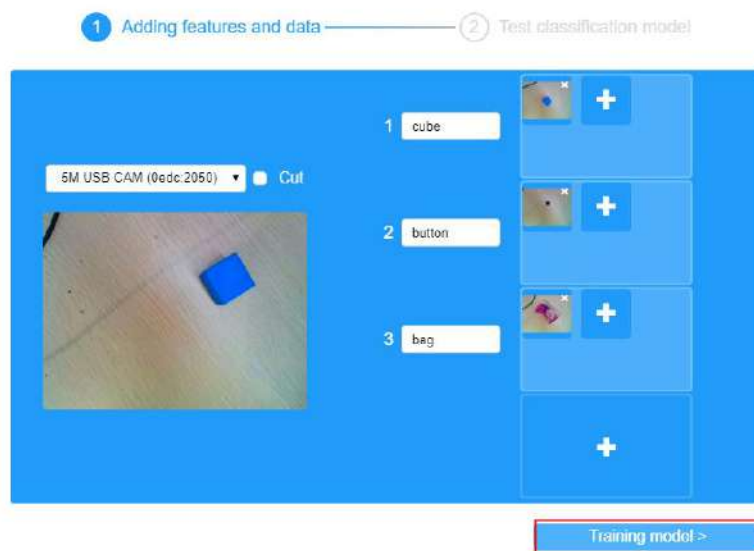 1 Adding features and data
2 Test classification model
5M USB CAM (0edc:2050)
Cut
1 cube
2 button
3 bag
Training model >